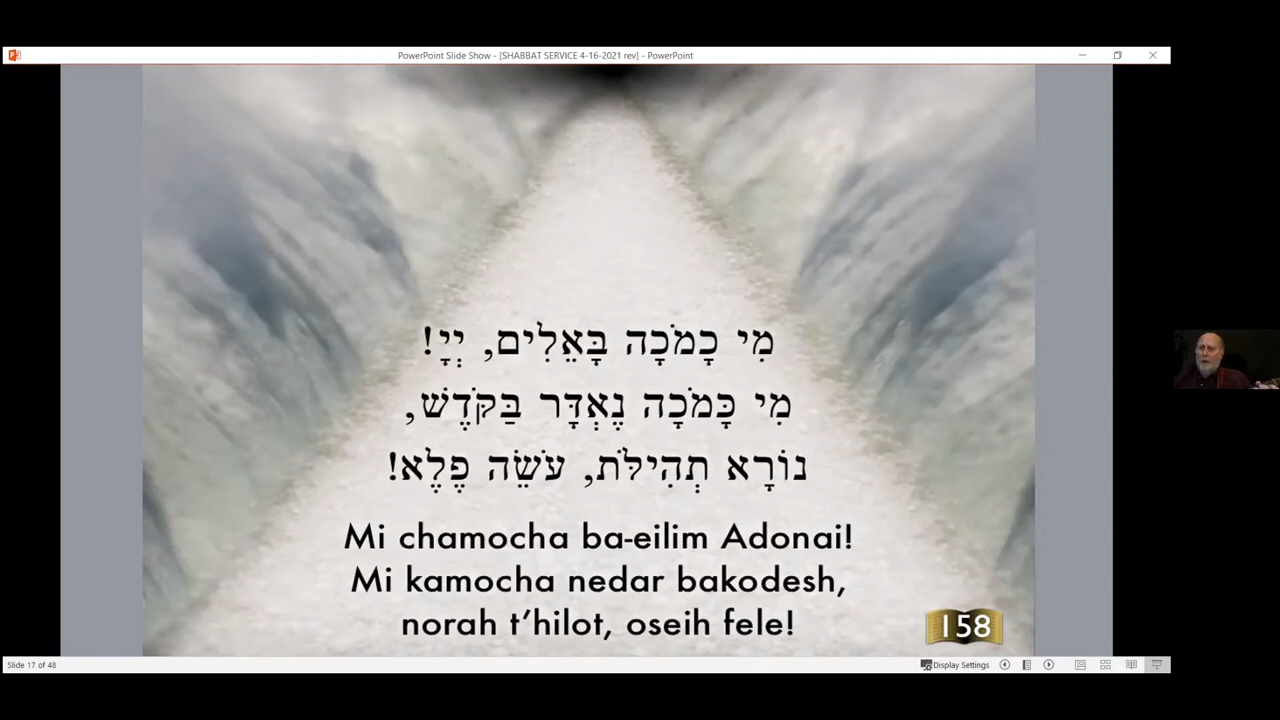 PowerPoint Slide Show - [SHABBAT SERVICE 4-16-2021 rev] - PowerPoint
מִי כָמֹכָה בָּאֵלִים, יְיָ!
מִי כָּמֹכָה נֶאְדָּר בַּקֹּדֶשׁ,
נוֹרָא תְהִילֹּת, עֹשֵׂה פֶלֶא!
Mi chamocha ba-eilim Adonai!
Mi kamocha nedar bakodesh,
norah t’hilot, oseih fele!
158
Slide 17 of 48
Display Settings